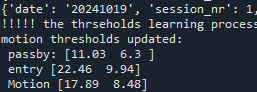 {'date': '20241019', 'session_nr': 1,
!!!!! the thrseholds learning process
motion thresholds updated:
passby: [11.03  6.3 ]
entry [22.46  9.94]
Motion [17.89  8.48]